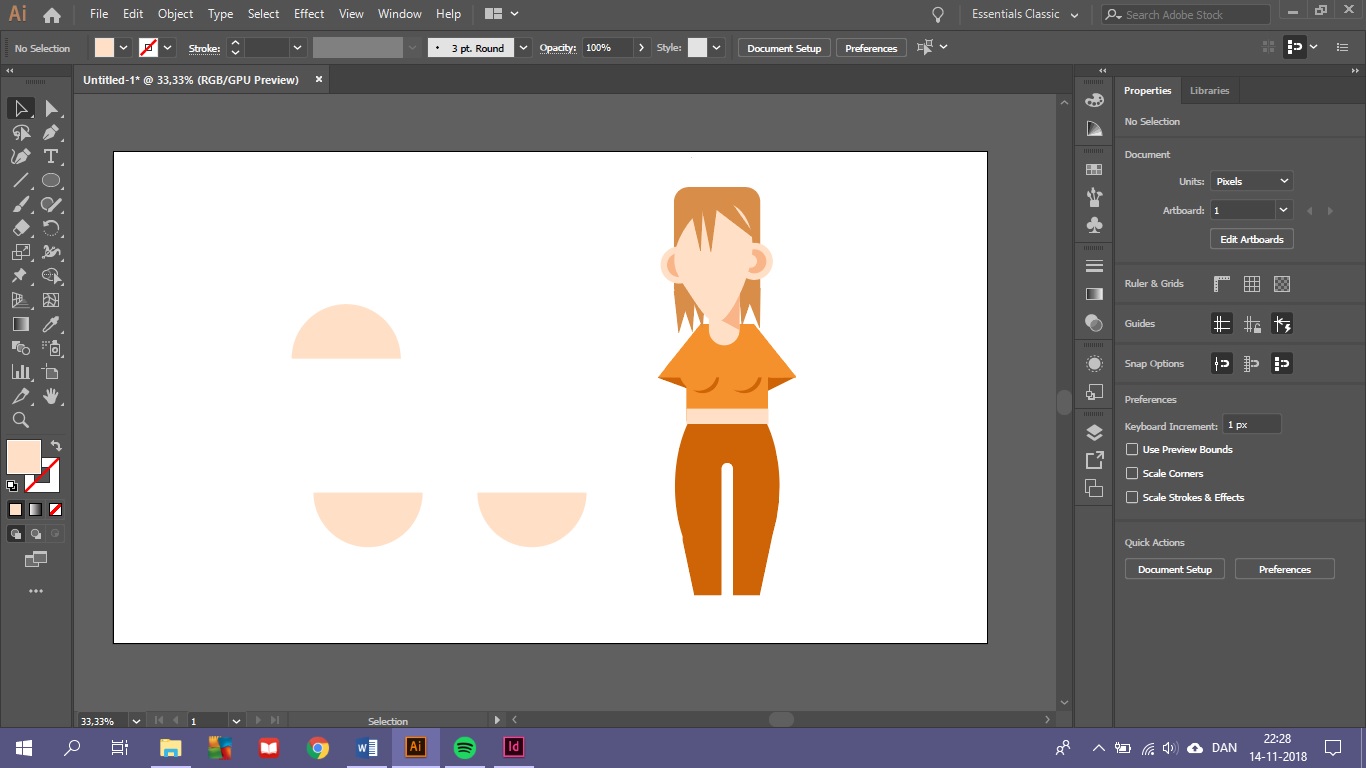 Ai File Edit Object Type Select Effect View Window Help Essentials Classic Search Adobe Stock
No Selection Stroke: 3 pt. Round Opacity: 100% Style: Document Setup Preferences
Untitled-1* @ 33,33% (RGB/GPU Preview)
Properties Libraries
No Selection
Document
Units: Pixels
Artboard: 1
Edit Artboards
Ruler & Grids
Guides
Snap Options
Preferences
Keyboard Increment: 1 px
Use Preview Bounds
Scale Corners
Scale Strokes & Effects
Quick Actions
Document Setup Preferences
33,33% 1 Selection
Ai Id DAN 22:28
14-11-2018